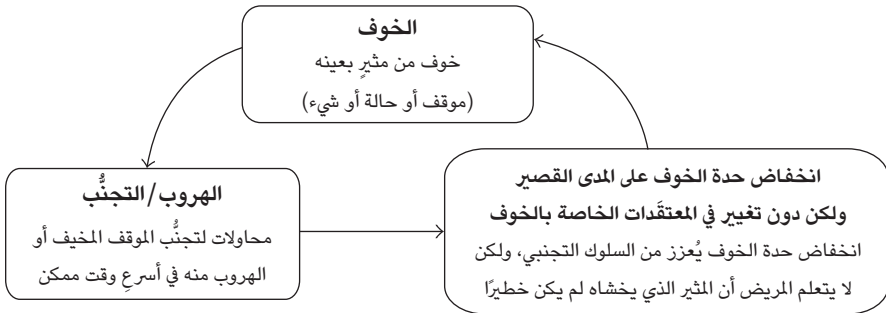 الخوف
خوف من مثيرٍ بعينه
(موقف أو حالة أو شيء)
الهروب/التجنُّب
محاولات لتجنُّب الموقف المخيف أو
الهروب منه في أسرعِ وقت ممكن
انخفاض حدة الخوف على المدى القصير
ولكن دون تغيير في المعتقَدات الخاصة بالخوف
انخفاض حدة الخوف يُعزز من السلوك التجنبي، ولكن
لا يتعلم المريض أن المثير الذي يخشاه لم يكن خطيرًا